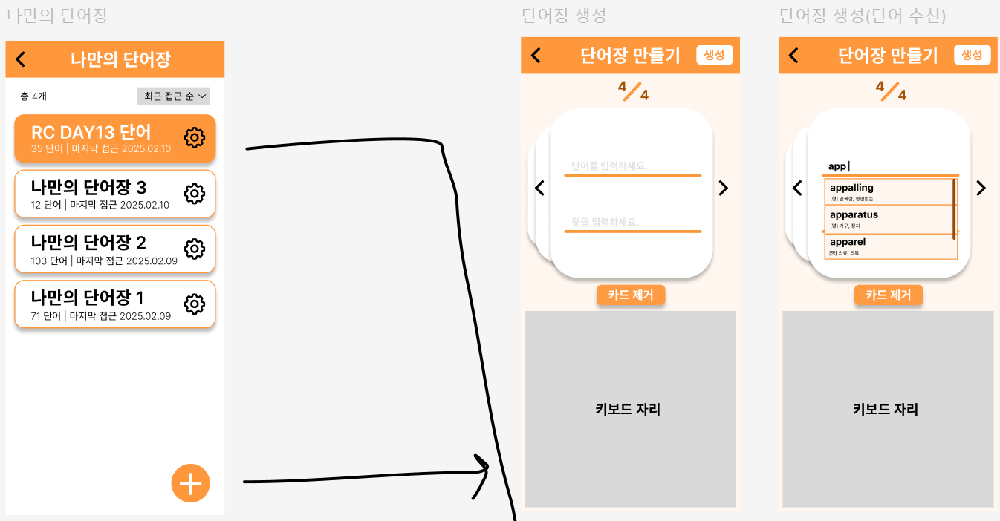 나만의 단어장
나만의 단어장
총 4개
최근 접근 순
RC DAY13 단어
35 단어 | 마지막 접근 2025.02.10
나만의 단어장 3
12 단어 | 마지막 접근 2025.02.10
나만의 단어장 2
103 단어 | 마지막 접근 2025.02.09
나만의 단어장 1
71 단어 | 마지막 접근 2025.02.09
단어장 생성
단어장 만들기
생성
4/4
단어를 입력하세요.
뜻을 입력하세요.
카드 제거
키보드 자리
단어장 생성(단어 추천)
단어장 만들기
생성
4/4
app
appalling
[형] 끔찍한, 형편없는
apparatus
[명] 기구, 장치
apparel
[명] 의류, 의복
카드 제거
키보드 자리